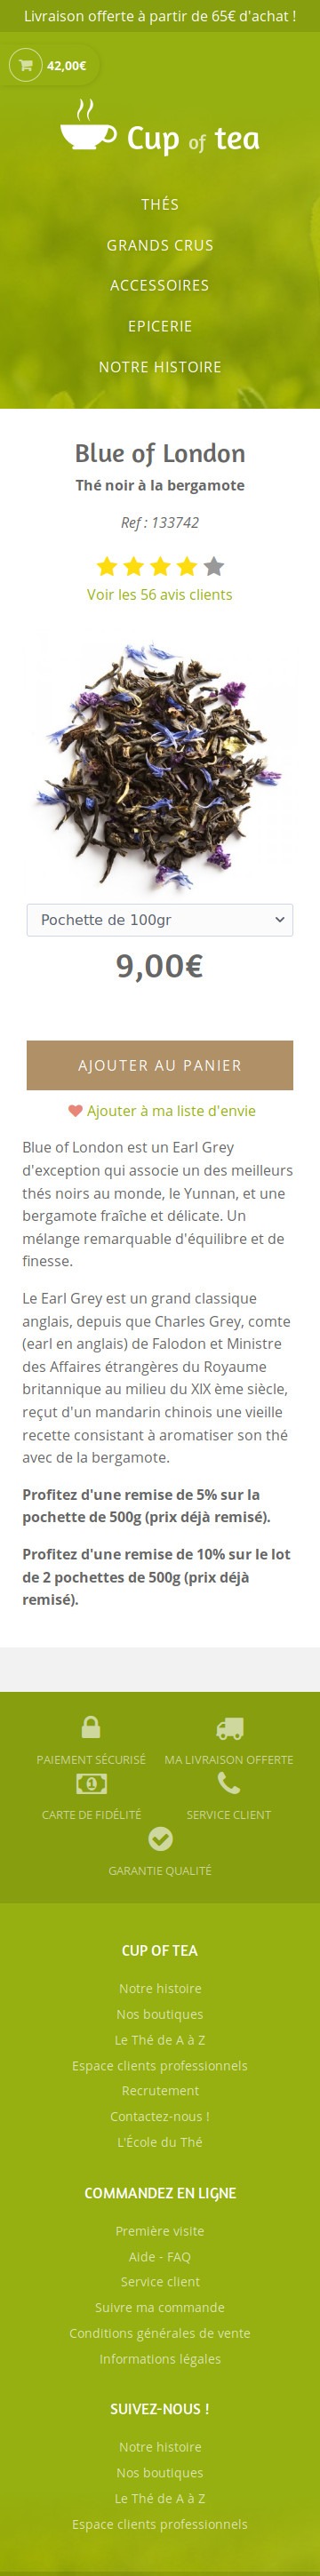 Livraison offerte à partir de 65€ d'achat !
42,00€
Cup of tea
THÉS
GRANDS CRUS
ACCESSOIRES
EPICERIE
NOTRE HISTOIRE
Blue of London
Thé noir à la bergamote
Ref : 133742
Voir les 56 avis clients
Pochette de 100gr
9,00€
AJOUTER AU PANIER
Ajouter à ma liste d'envie
Blue of London est un Earl Grey
d'exception qui associe un des meilleurs
thés noirs au monde, le Yunnan, et une
bergamote fraîche et délicate. Un
mélange remarquable d'équilibre et de
finesse.
Le Earl Grey est un grand classique
anglais, depuis que Charles Grey, comte
(earl en anglais) de Falodon et Ministre
des Affaires étrangères du Royaume
britannique au milieu du XIX ème siècle,
reçut d'un mandarin chinois une vieille
recette consistant à aromatiser son thé
avec de la bergamote.
Profitez d'une remise de 5% sur la
pochette de 500g (prix déjà remisé).
Profitez d'une remise de 10% sur le lot
de 2 pochettes de 500g (prix déjà
remisé).
PAIEMENT SÉCURISÉ
MA LIVRAISON OFFERTE
CARTE DE FIDÉLITÉ
SERVICE CLIENT
GARANTIE QUALITÉ
CUP OF TEA
Notre histoire
Nos boutiques
Le Thé de A à Z
Espace clients professionnels
Recrutement
Contactez-nous !
L'École du Thé
COMMANDEZ EN LIGNE
Première visite
Aide - FAQ
Service client
Suivre ma commande
Conditions générales de vente
Informations légales
SUIVEZ-NOUS !
Notre histoire
Nos boutiques
Le Thé de A à Z
Espace clients professionnels